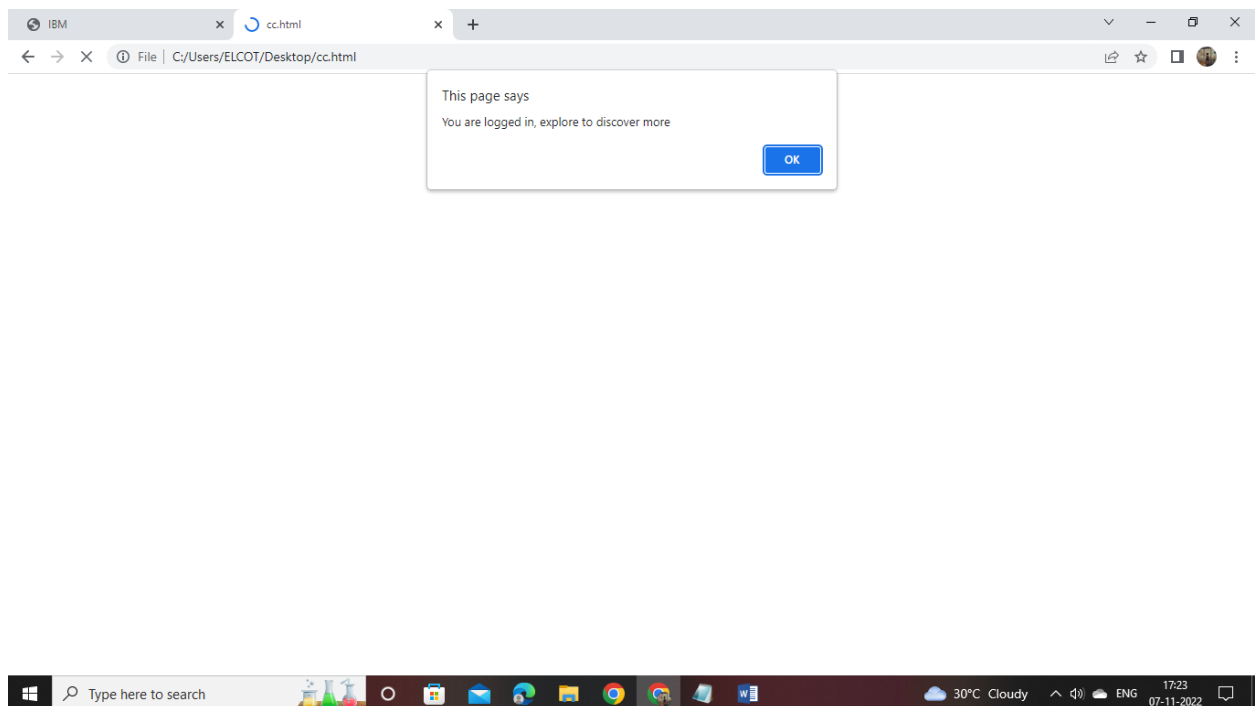 IBM
cc.html
File | C:/Users/ELCOT/Desktop/cc.html
This page says
You are logged in, explore to discover more
OK
Type here to search
30°C Cloudy
ENG
17:23
07-11-2022